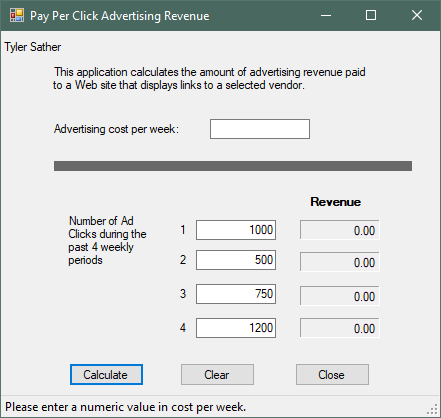 Pay Per Click Advertising Revenue
Tyler Sather
This application calculates the amount of advertising revenue paid
to a Web site that displays links to a selected vendor.
Advertising cost per week:
Revenue
Number of Ad
Clicks during the
past 4 weekly
periods
1 1000 0.00
2 500 0.00
3 750 0.00
4 1200 0.00
Calculate Clear Close
Please enter a numeric value in cost per week.